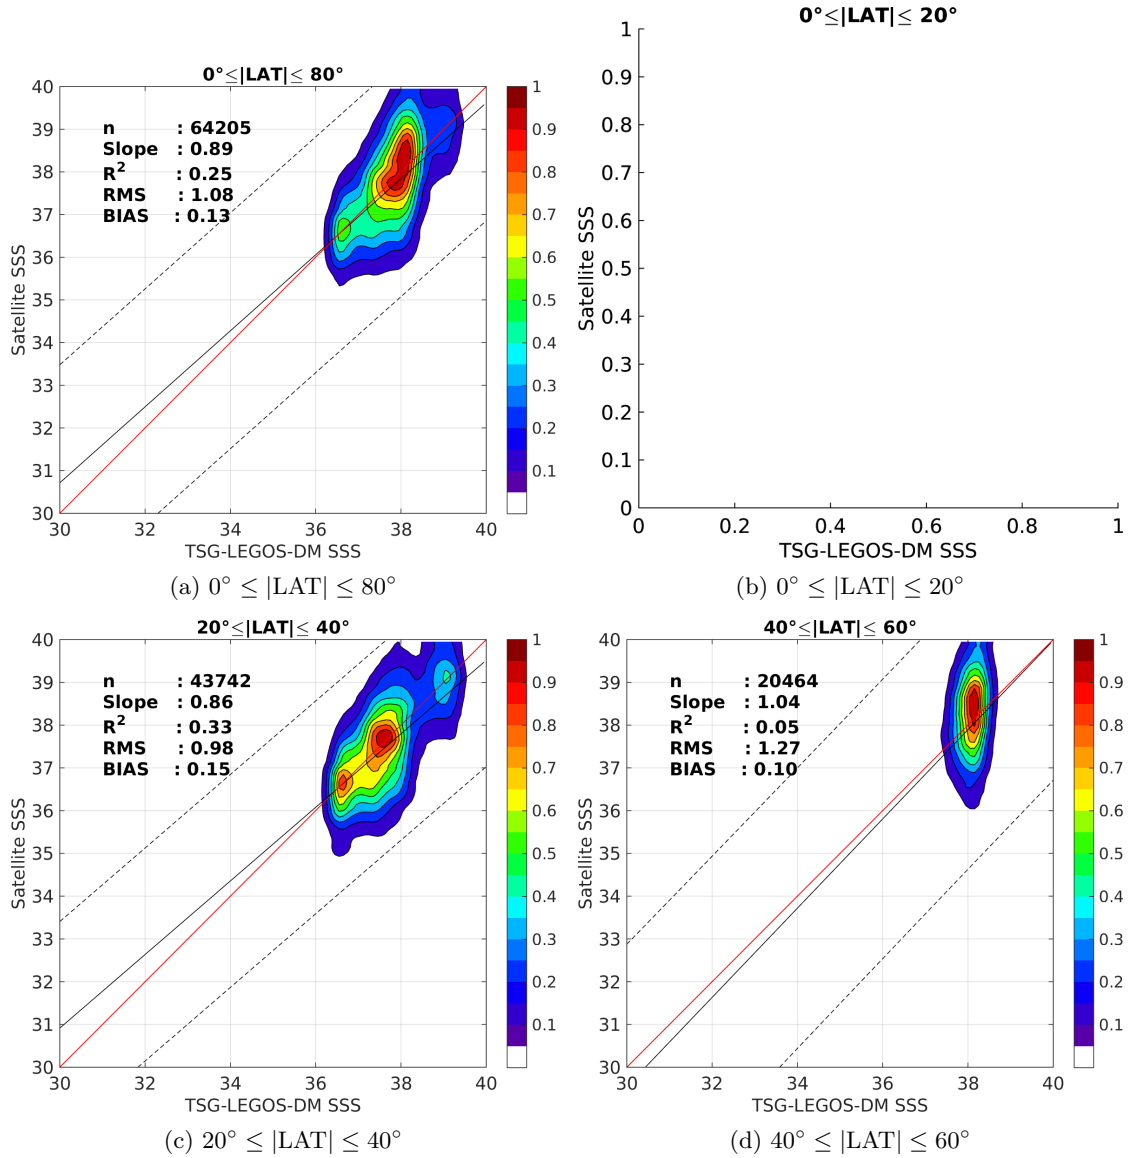 0°≤|LAT|≤ 80°
n : 64205
Slope : 0.89
R² : 0.25
RMS : 1.08
BIAS : 0.13
Satellite SSS
40
39
38
37
36
35
34
33
32
31
30
30 32 34 36 38 40
TSG-LEGOS-DM SSS
1
0.9
0.8
0.7
0.6
0.5
0.4
0.3
0.2
0.1
(a) 0° ≤ |LAT| ≤ 80°
0°≤|LAT|≤ 20°
Satellite SSS
1
0.9
0.8
0.7
0.6
0.5
0.4
0.3
0.2
0.1
0
0 0.2 0.4 0.6 0.8 1
TSG-LEGOS-DM SSS
(b) 0° ≤ |LAT| ≤ 20°
20°≤|LAT|≤ 40°
n : 43742
Slope : 0.86
R² : 0.33
RMS : 0.98
BIAS : 0.15
Satellite SSS
40
39
38
37
36
35
34
33
32
31
30
30 32 34 36 38 40
TSG-LEGOS-DM SSS
1
0.9
0.8
0.7
0.6
0.5
0.4
0.3
0.2
0.1
(c) 20° ≤ |LAT| ≤ 40°
40°≤|LAT|≤ 60°
n : 20464
Slope : 1.04
R² : 0.05
RMS : 1.27
BIAS : 0.10
Satellite SSS
40
39
38
37
36
35
34
33
32
31
30
30 32 34 36 38 40
TSG-LEGOS-DM SSS
1
0.9
0.8
0.7
0.6
0.5
0.4
0.3
0.2
0.1
(d) 40° ≤ |LAT| ≤ 60°